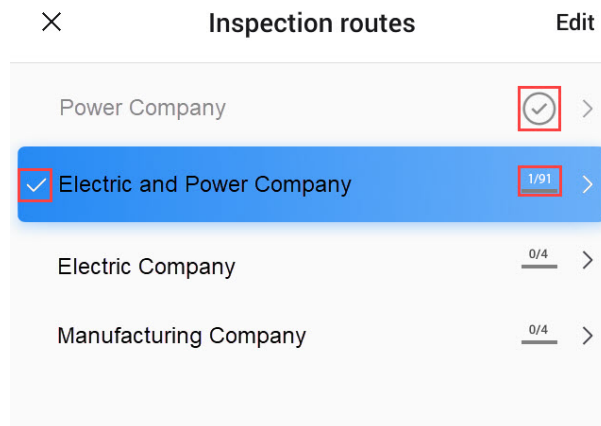 Inspection routes Edit
Power Company
Electric and Power Company 1/91
Electric Company 0/4
Manufacturing Company 0/4